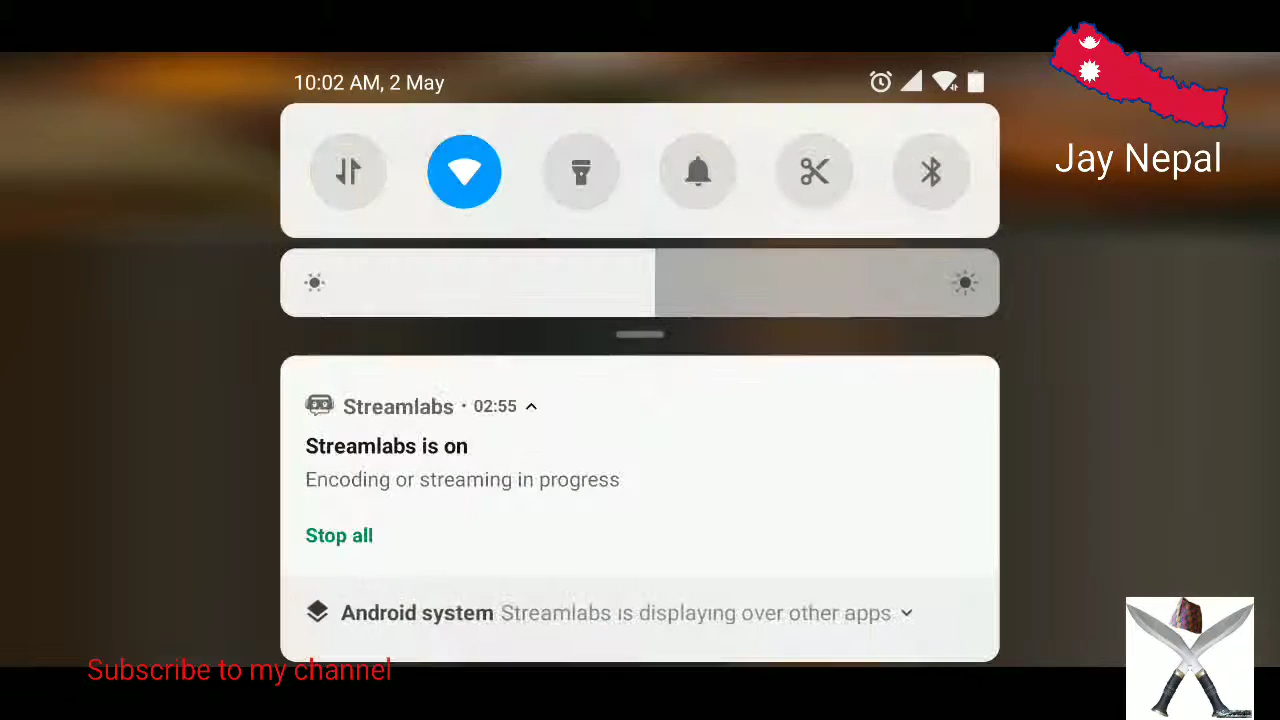 10:02 AM, 2 May
Jay Nepal
Streamlabs · 02:55
Streamlabs is on
Encoding or streaming in progress
Stop all
Android system Streamlabs is displaying over other apps
Subscribe to my channel